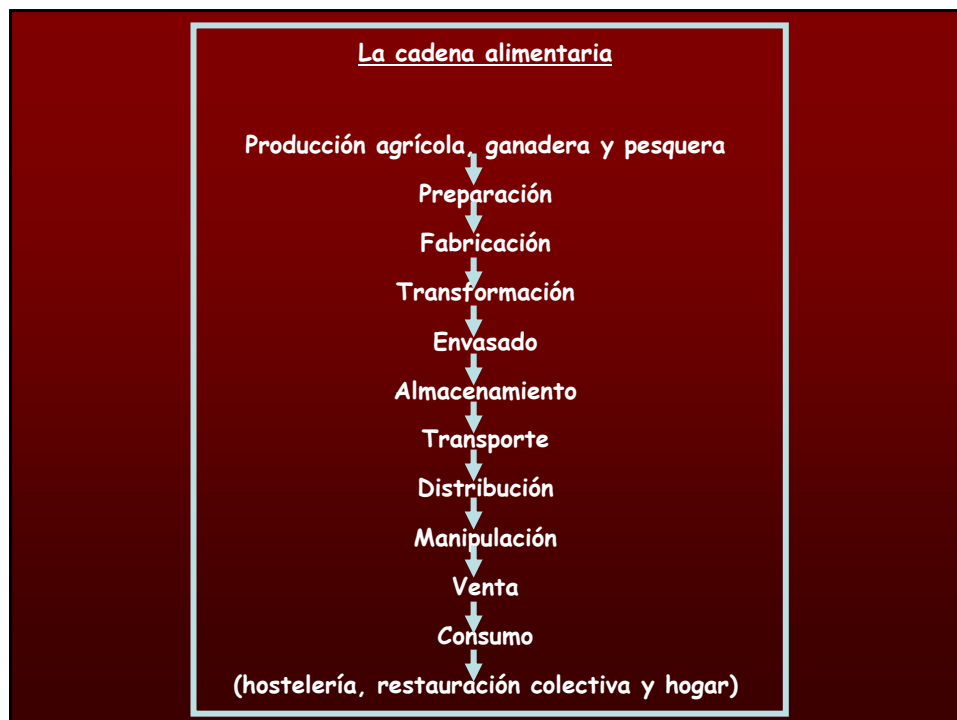 La cadena alimentaria
Producción agrícola, ganadera y pesquera
Preparación
Fabricación
Transformación
Envasado
Almacenamiento
Transporte
Distribución
Manipulación
Venta
Consumo
(hostelería, restauración colectiva y hogar)